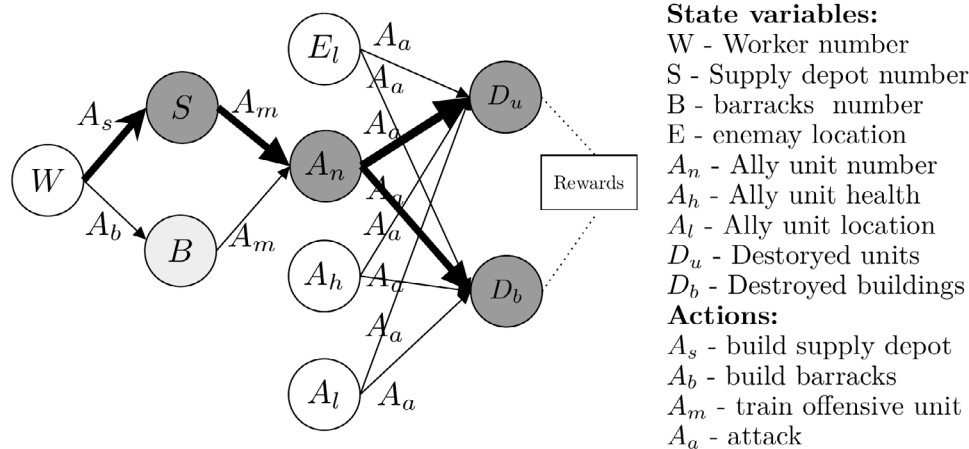 E_l
A_a
A_a
D_u
S
A_s
A_m
A_a
W
A_n
Rewards
A_a
A_b
B
A_m
A_a
A_h
A_a
D_b
A_a
A_l
A_a
State variables:
W - Worker number
S - Supply depot number
B - barracks number
E - enemay location
A_n - Ally unit number
A_h - Ally unit health
A_l - Ally unit location
D_u - Destoryed units
D_b - Destroyed buildings
Actions:
A_s - build supply depot
A_b - build barracks
A_m - train offensive unit
A_a - attack